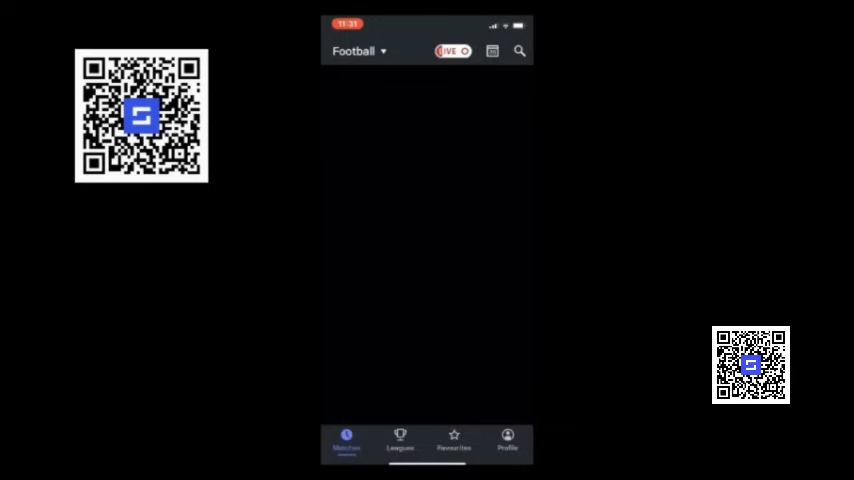 11:31
Football
LIVE
Matches
Leagues
Favourites
Profile